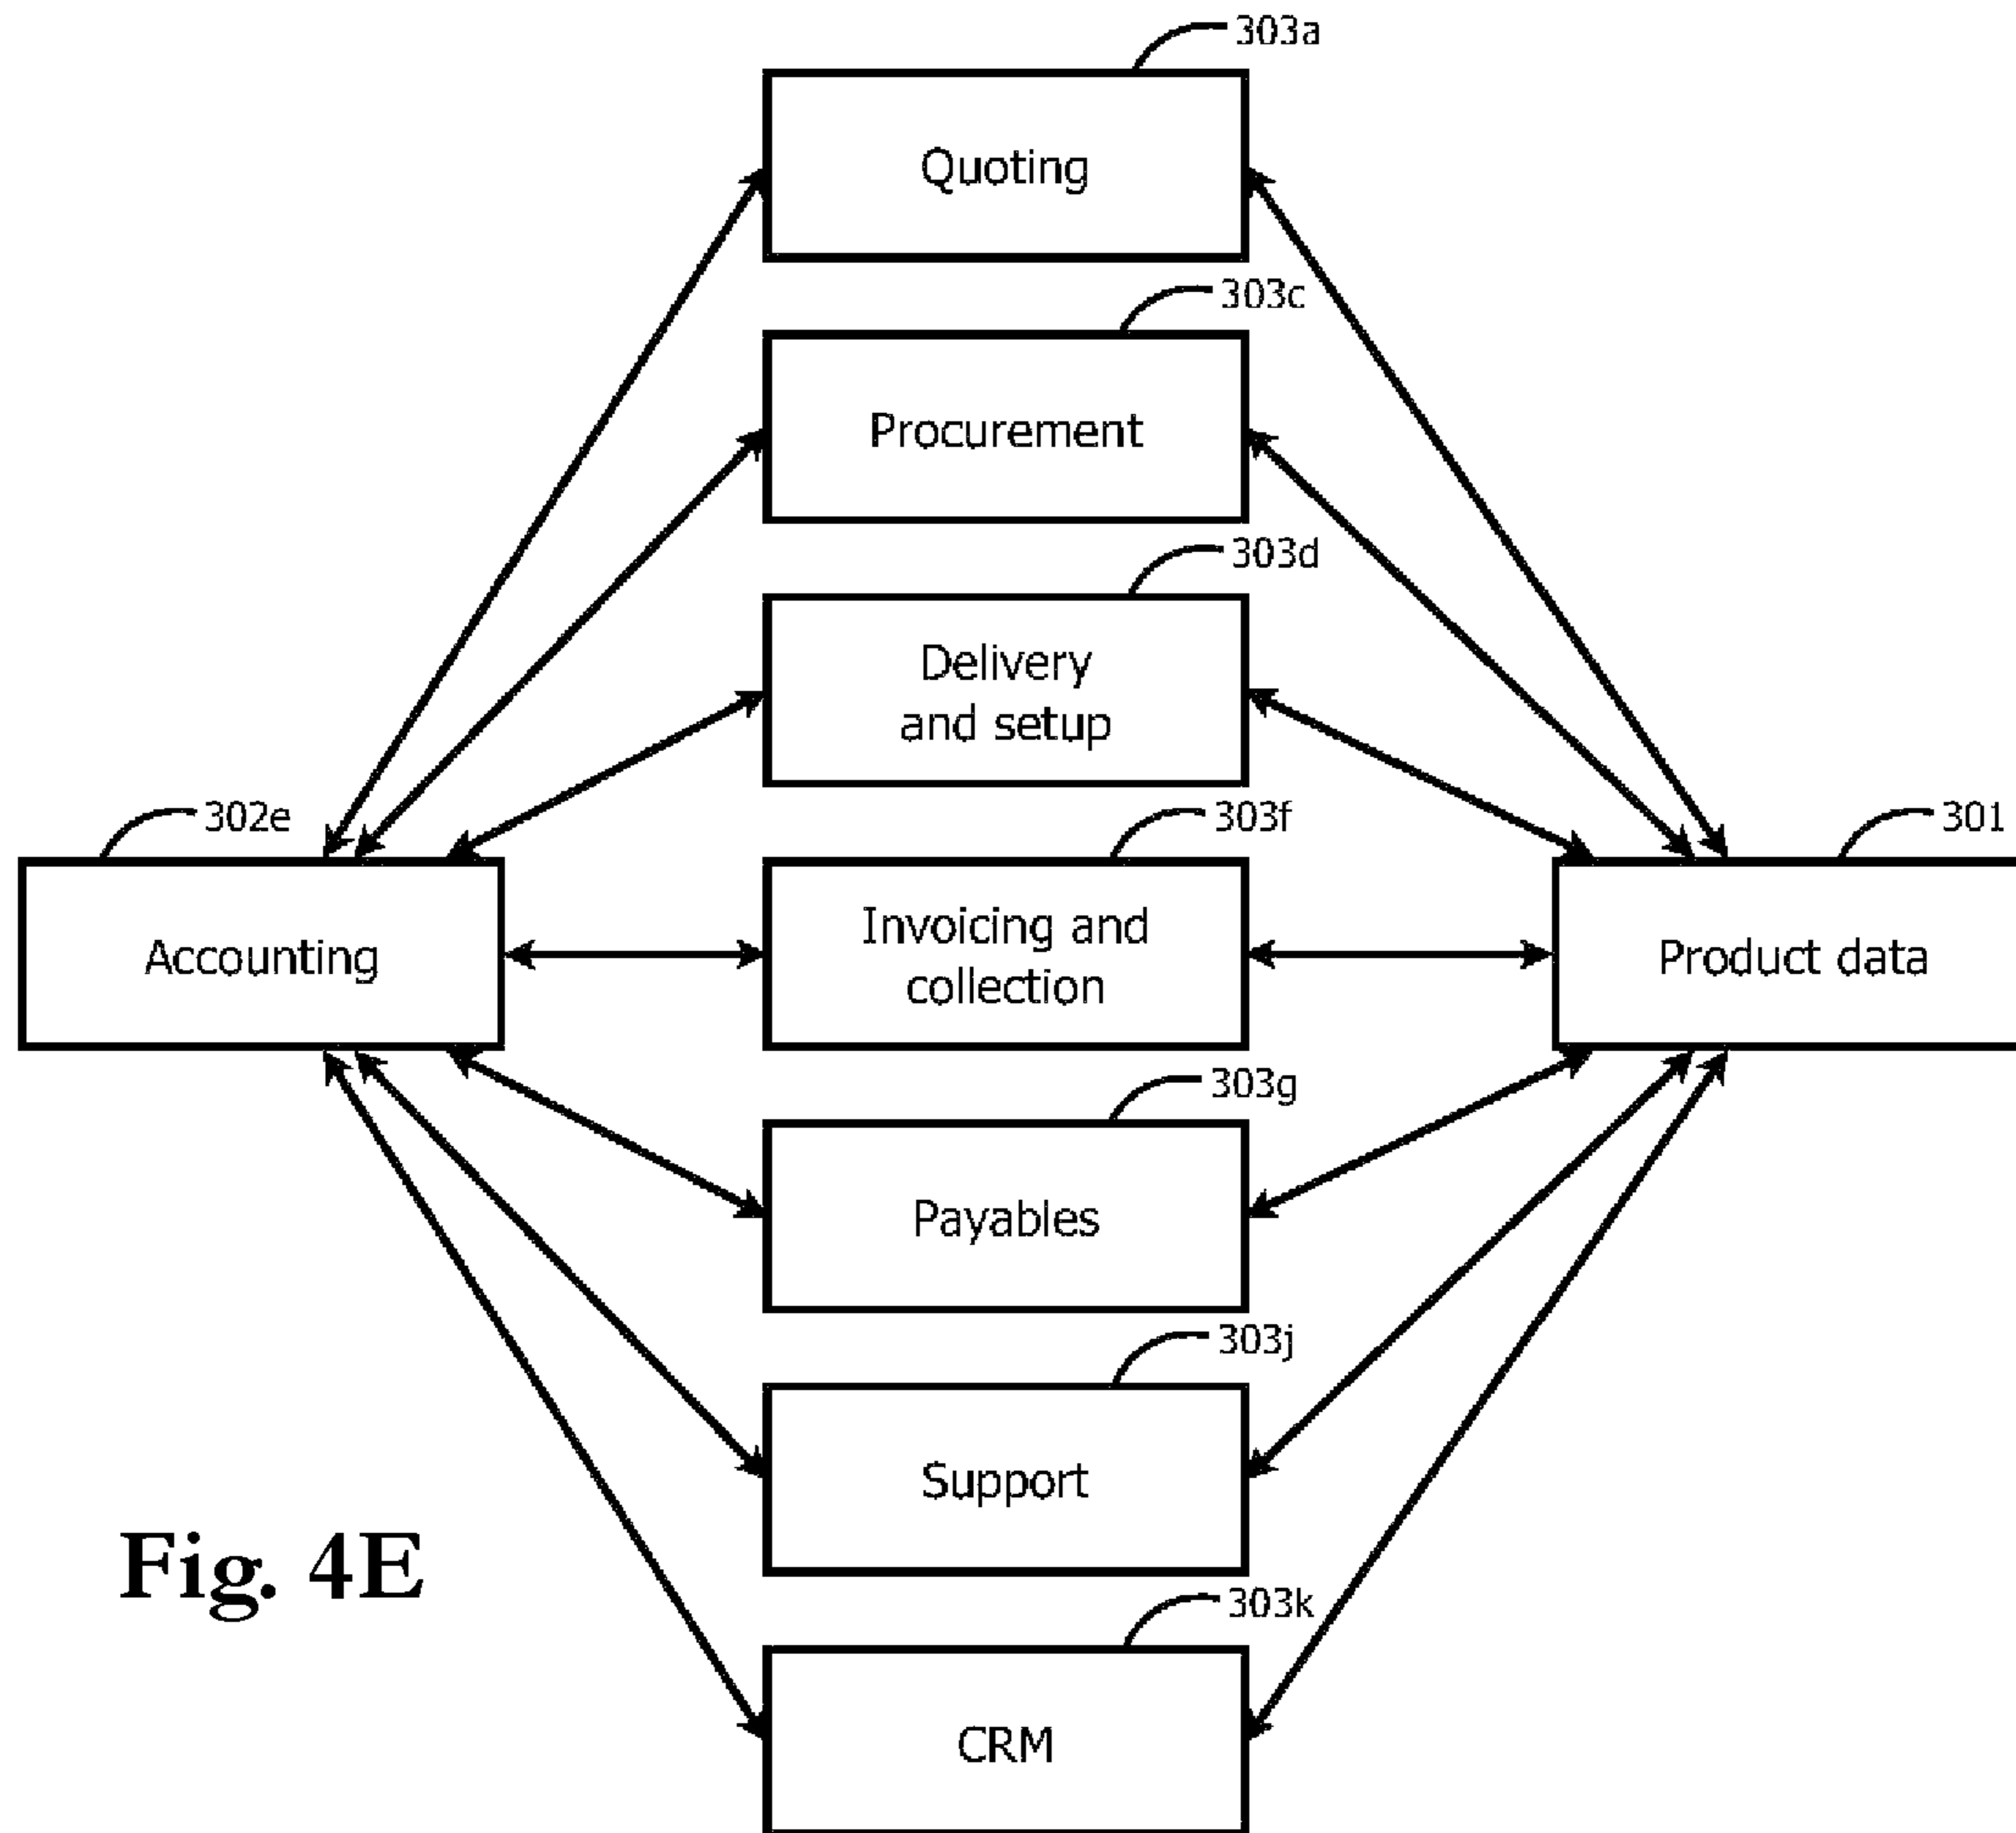 303a
Quoting
303c
Procurement
303d
Delivery
and setup
302e
303f
301
Accounting
Invoicing and
collection
Product data
303g
Payables
303j
Support
Fig. 4E
303k
CRM